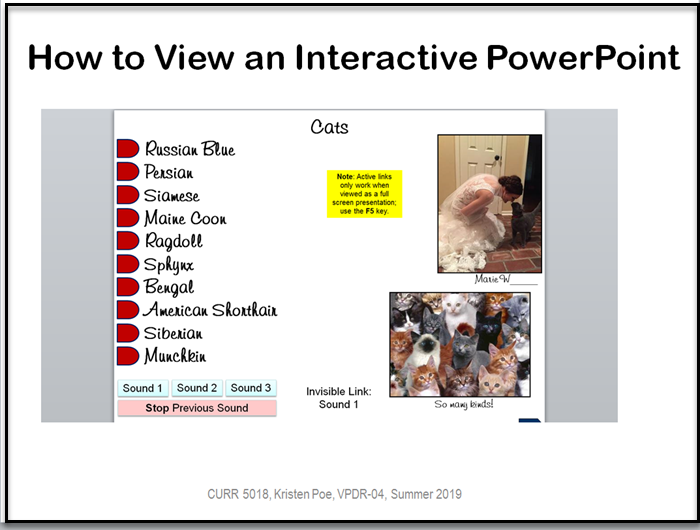 How to View an Interactive PowerPoint
Cats
Russian Blue
Persian
Siamese
Maine Coon
Ragdoll
Sphynx
Bengal
American Shorthair
Siberian
Munchkin
Note: Active links
only work when
viewed as a full
screen presentation;
use the F5 key.
Marie W______
So many kinds!
Sound 1 Sound 2 Sound 3
Stop Previous Sound
Invisible Link:
Sound 1
CURR 5018, Kristen Poe, VPDR-04, Summer 2019